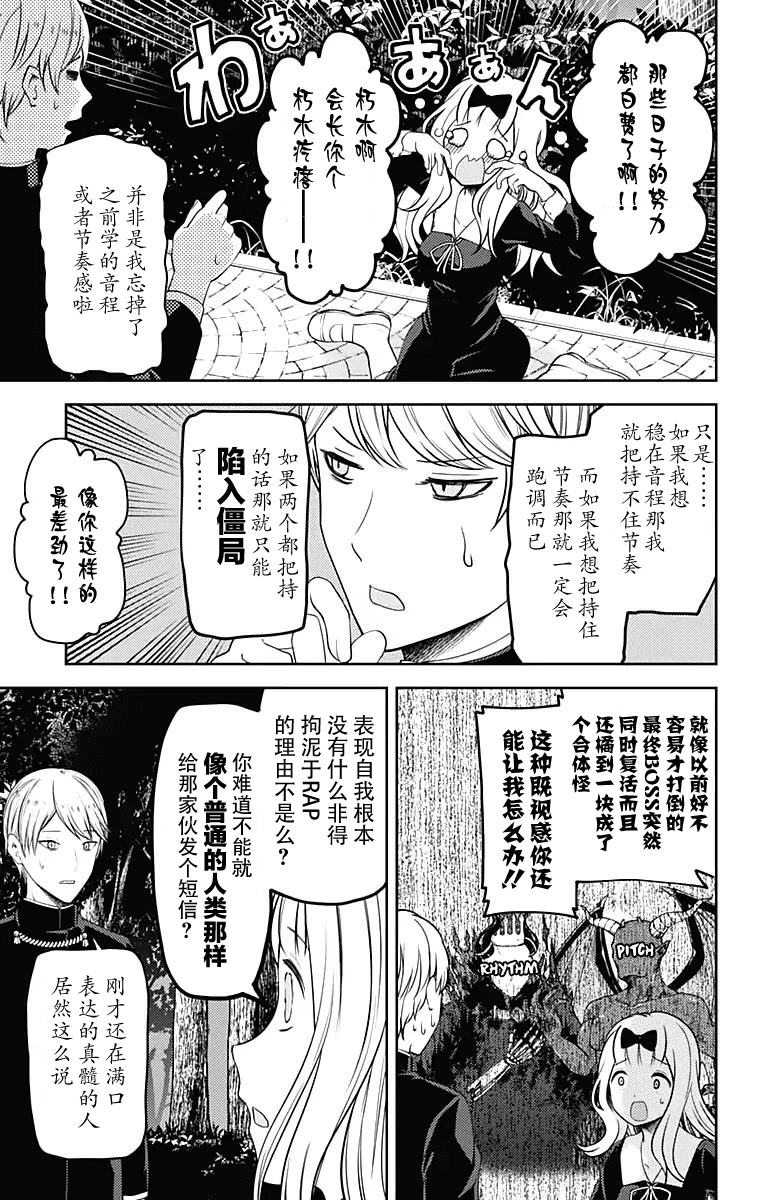 那些日子的努力
都白费了啊!!
わぁ
あぁぁん
朽木啊
会长你个
朽木疙瘩——!!
并非是我忘掉了
之前学的音程
或者节奏感啦
只是……
如果我想
稳在音程那我
就把持不住节奏
而如果我想把持住
节奏那就一定会
跑调而已
如果两个都把持
的话那就只能
陷入僵局
了……
像你这样的
最差劲了!!
就像以前好不
容易才打倒的
最终BOSS突然
同时复活而且
还橘到一块成了
个合体怪
这种既视感你还
能让我怎么办!!
PITCH
RHYTHM
表现自我根本
没有什么非得
拘泥于RAP
的理由不是么?
你难道不能就
像个普通的人类那样
给那家伙发个短信?
刚才还在满口
表达的真髓的人
居然这么说